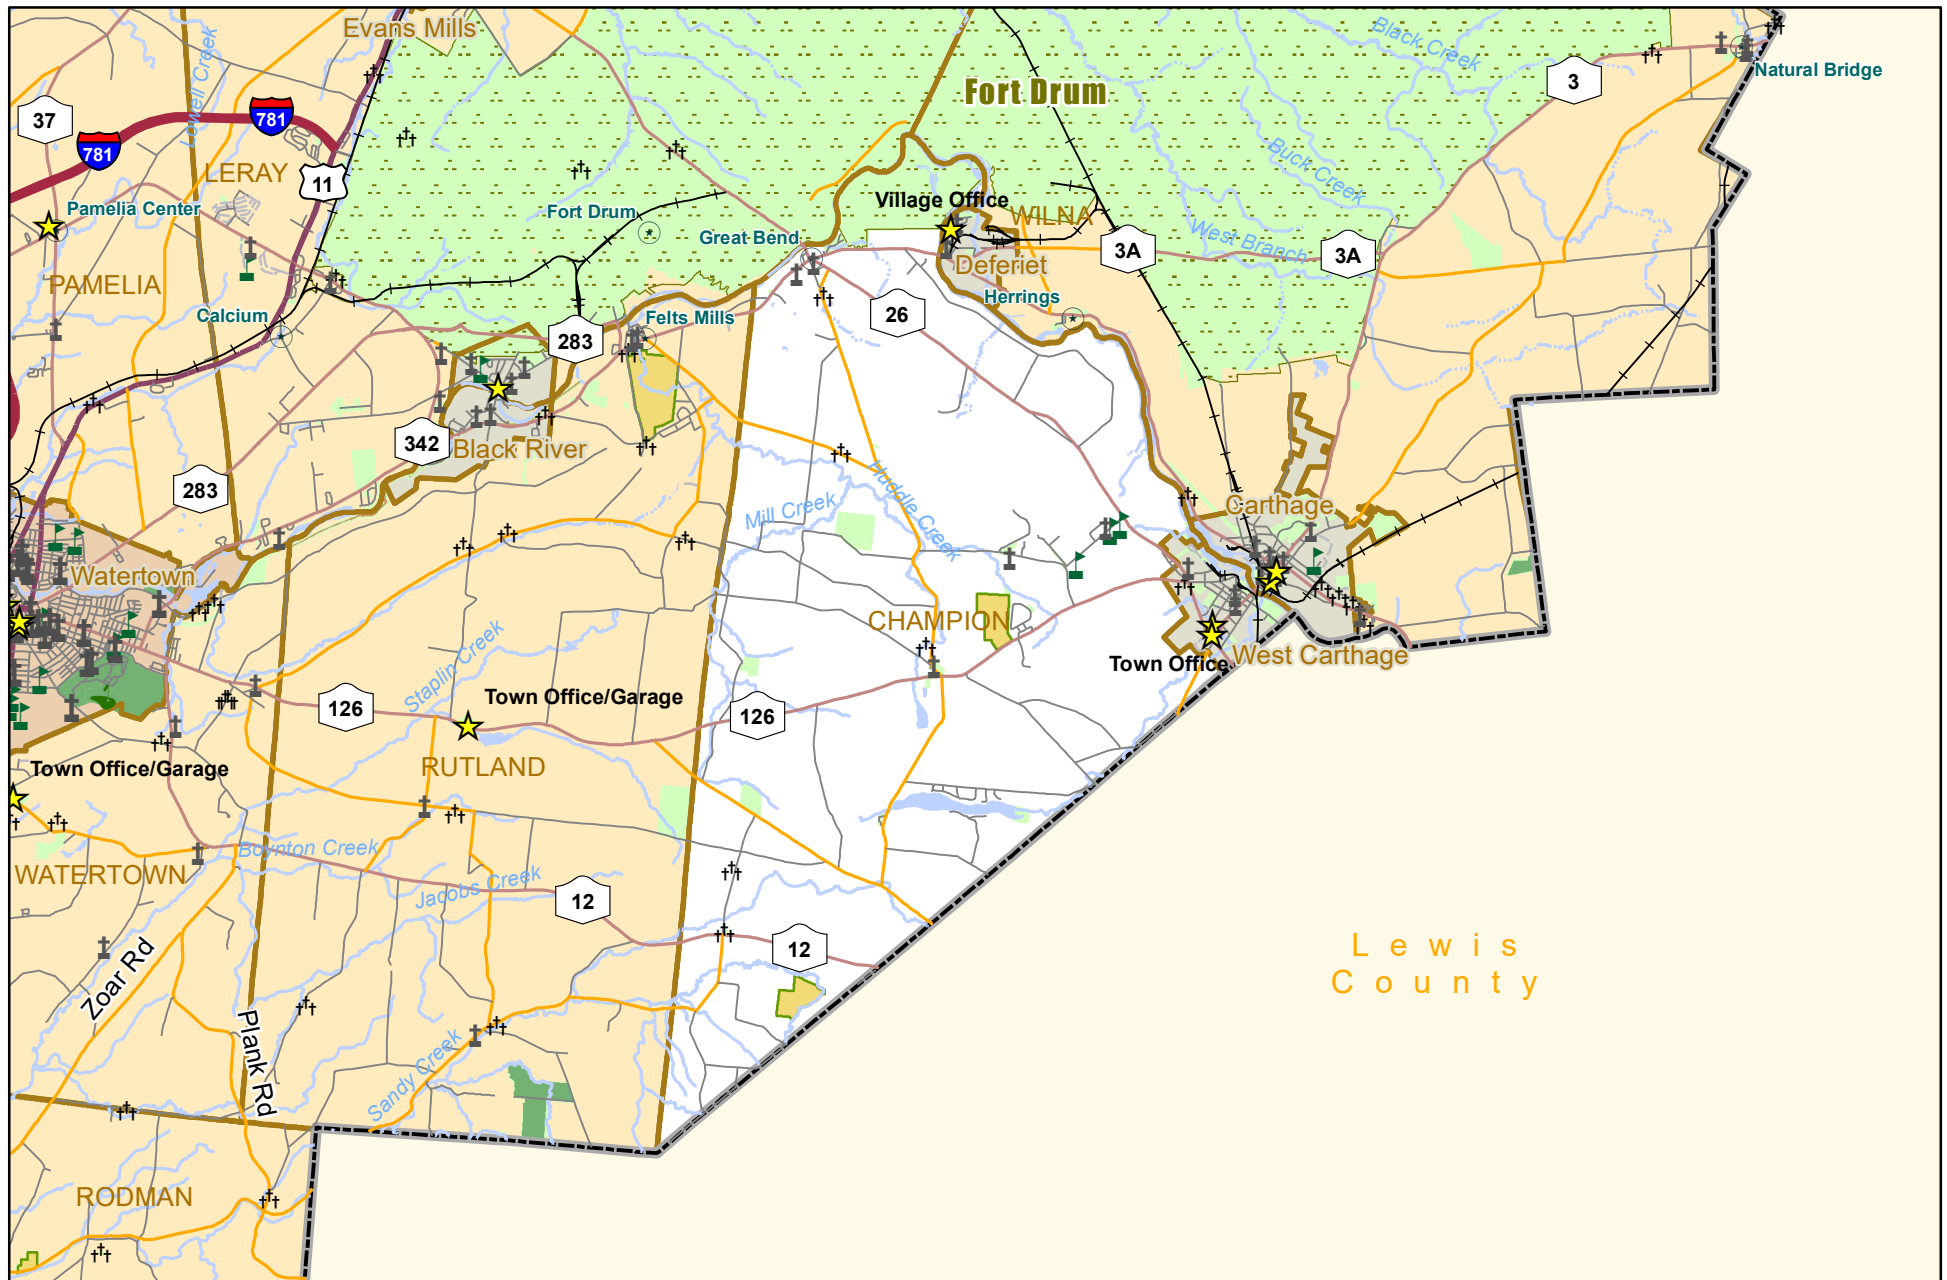 Evans Mills
Black Creek
Natural Bridge
3
Fort Drum
37
781
781
Lowell Creek
LERAY
11
Buck Creek
Pamelia Center
Fort Drum
Village Office
WILNA
Great Bend
3A
West Branch
3A
Deferiet
PAMELIA
Calcium
Herrings
26
Felts Mills
283
342
Black River
283
Huddle Creek
Mill Creek
Carthage
Watertown
CHAMPION
West Carthage
Town Office
Staplin Creek
Town Office/Garage
126
126
RUTLAND
Town Office/Garage
Boynton Creek
WATERTOWN
Jacobs Creek
12
12
Lewis
County
Zoar Rd
Plank Rd
Sandy Creek
RODMAN